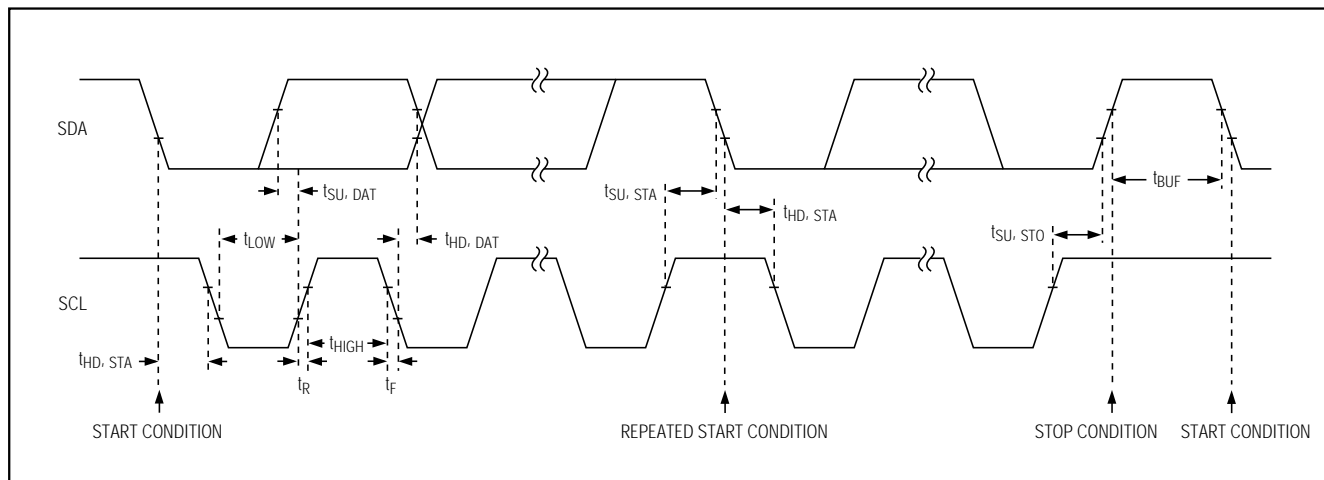 SDA
tSU, DAT
tSU, STA
tBUF
tHD, STA
tLOW
tHD, DAT
tSU, STO
SCL
tHIGH
tHD, STA
tR
tF
START CONDITION
REPEATED START CONDITION
STOP CONDITION
START CONDITION